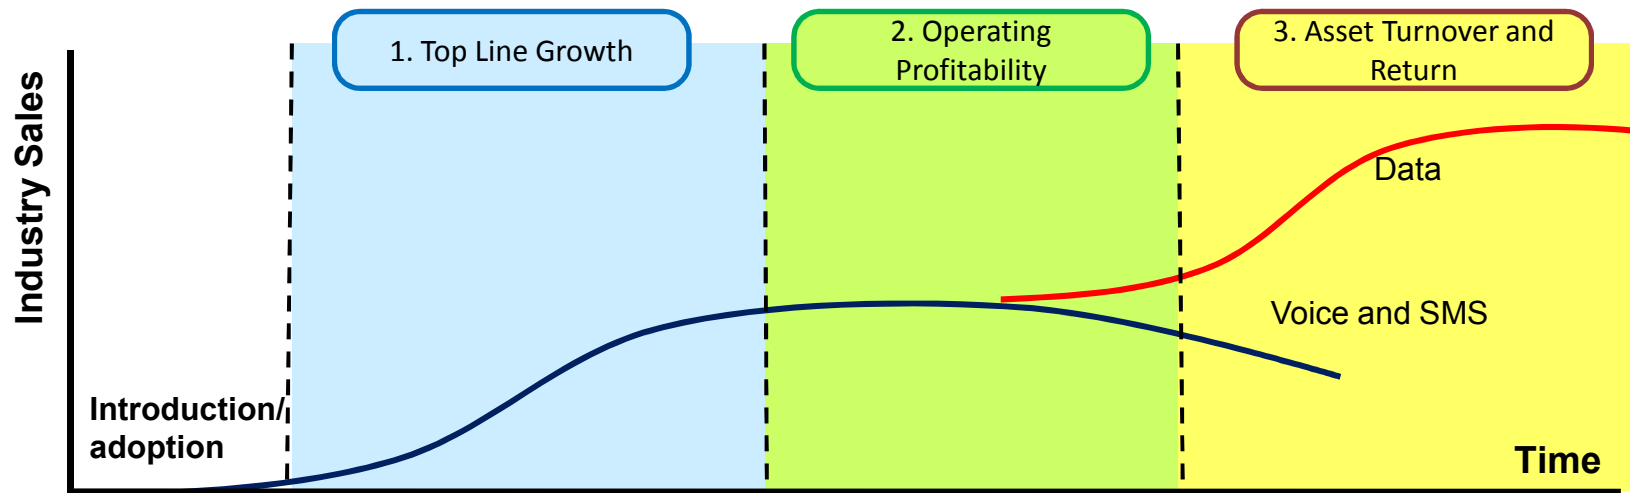 1. Top Line Growth
2. Operating
Profitability
3. Asset Turnover and
Return
Industry Sales
Data
Voice and SMS
Introduction/
adoption
Time